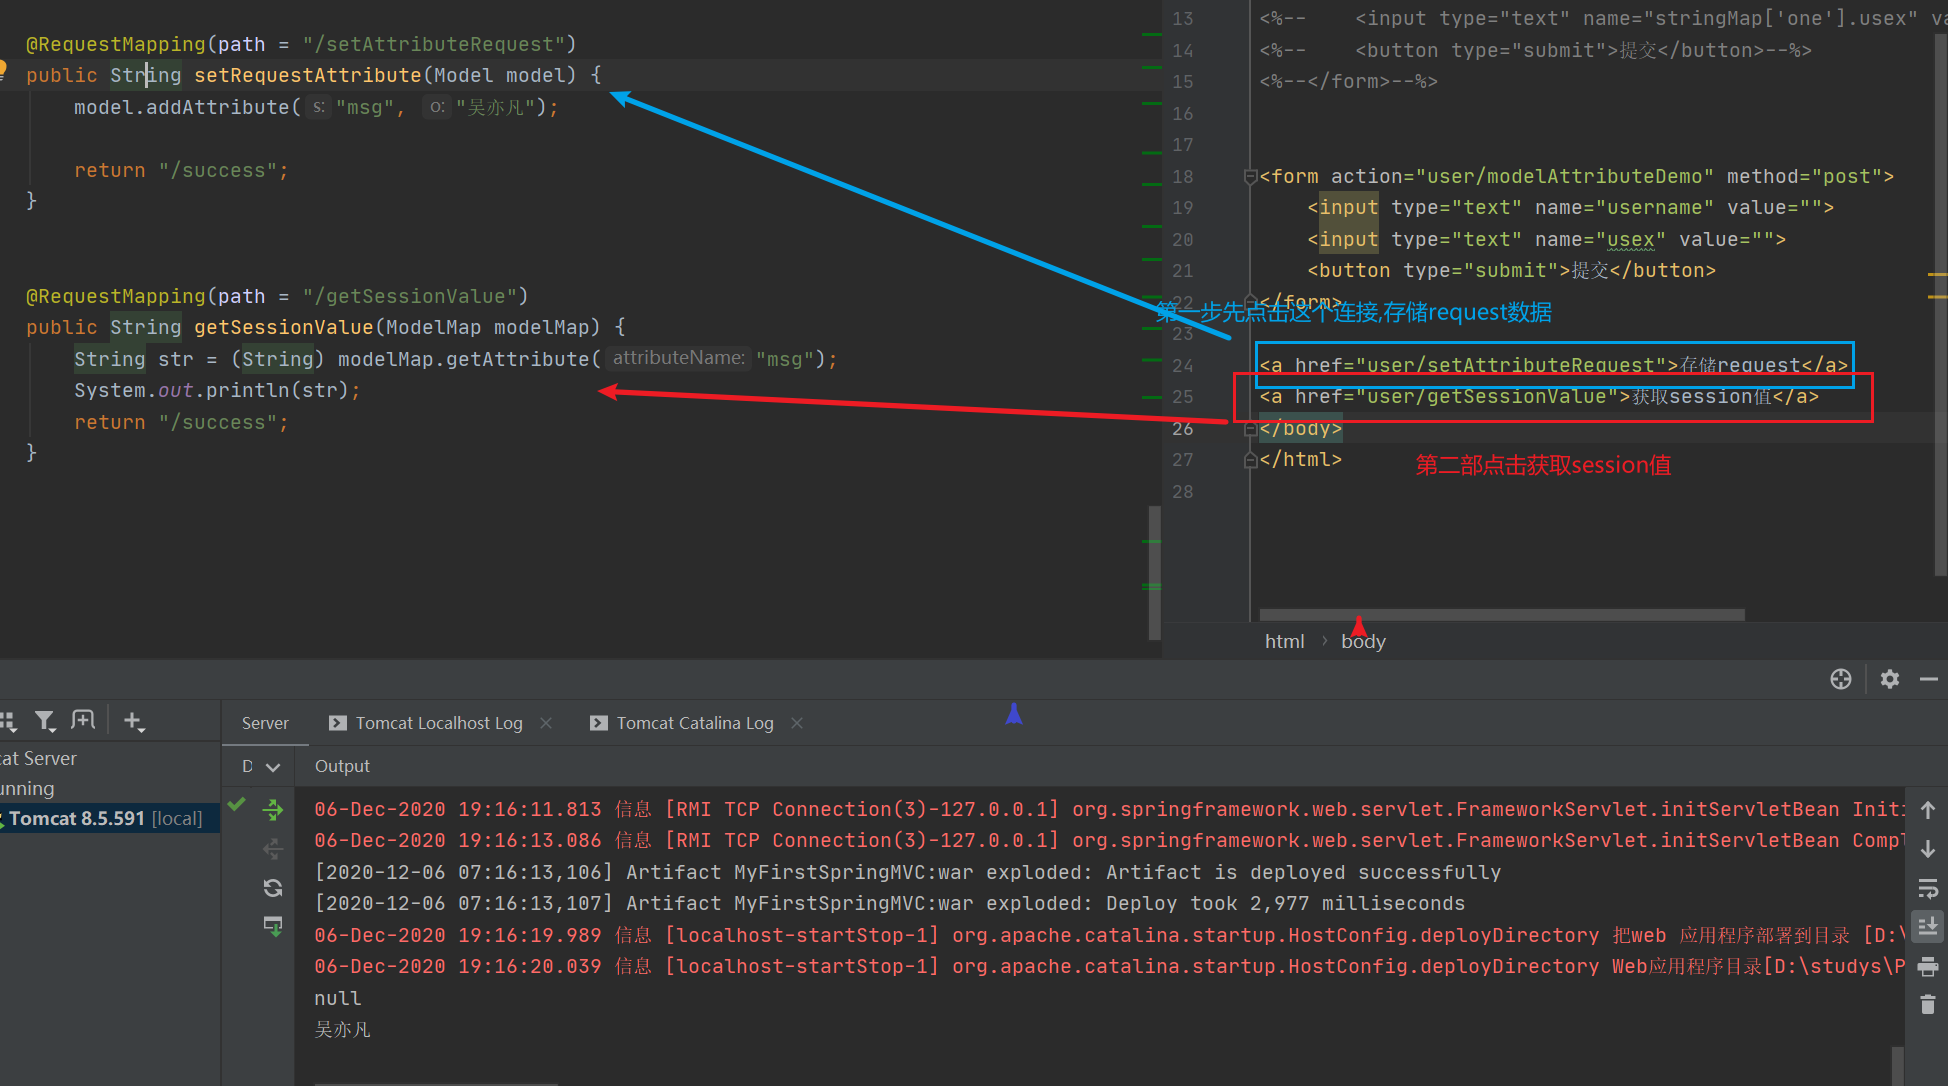 @RequestMapping(path = "/setAttributeRequest")
public String setRequestAttribute(Model model) {
model.addAttribute( s: "msg", o: "吴亦凡");
return "/success";
}
@RequestMapping(path = "/getSessionValue")
public String getSessionValue(ModelMap modelMap) {
String str = (String) modelMap.getAttribute( attributeName: "msg");
System.out.println(str);
return "/success";
}
13 <%-- <input type="text" name="stringMap['one'].usex" va
14 <%-- <button type="submit">提交</button>--%>
15 <%--</form>--%>
16
17
18 <form action="user/modelAttributeDemo" method="post">
19 <input type="text" name="username" value="">
20 <input type="text" name="usex" value="">
21 <button type="submit">提交</button>
22 </form>
第一步先点击这个连接,存储request数据
23
24 <a href="user/setAttributeRequest">存储request</a>
25 <a href="user/getSessionValue">获取session值</a>
26 </body>
27 </html>
第二部点击获取session值
28
html › body
Server Tomcat Localhost Log Tomcat Catalina Log
cat Server
unning
Tomcat 8.5.591 [local]
D Output
06-Dec-2020 19:16:11.813 信息 [RMI TCP Connection(3)-127.0.0.1] org.springframework.web.servlet.FrameworkServlet.initServletBean Initi
06-Dec-2020 19:16:13.086 信息 [RMI TCP Connection(3)-127.0.0.1] org.springframework.web.servlet.FrameworkServlet.initServletBean Compl
[2020-12-06 07:16:13,106] Artifact MyFirstSpringMVC:war exploded: Artifact is deployed successfully
[2020-12-06 07:16:13,107] Artifact MyFirstSpringMVC:war exploded: Deploy took 2,977 milliseconds
06-Dec-2020 19:16:19.989 信息 [localhost-startStop-1] org.apache.catalina.startup.HostConfig.deployDirectory 把web 应用程序部署到目录 [D:\
06-Dec-2020 19:16:20.039 信息 [localhost-startStop-1] org.apache.catalina.startup.HostConfig.deployDirectory Web应用程序目录[D:\studys\P
null
吴亦凡